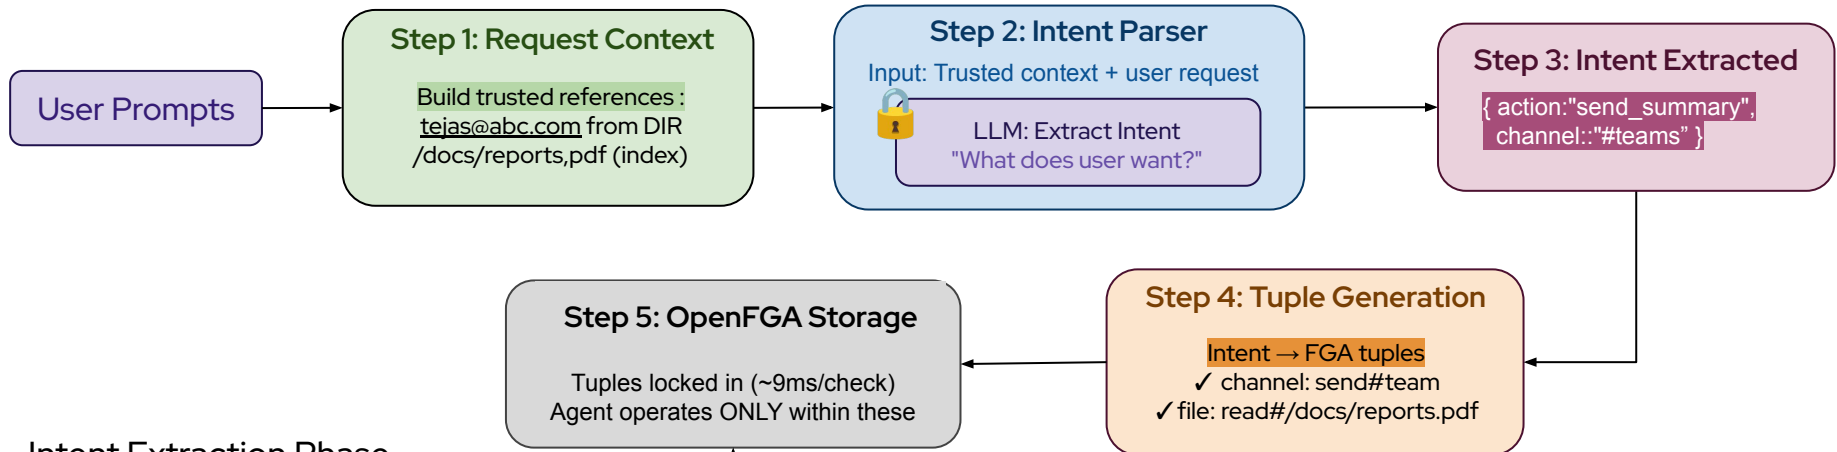 User Prompts
Step 1: Request Context
Build trusted references :
tejas@abc.com from DIR
/docs/reports,pdf (index)
Step 2: Intent Parser
Input: Trusted context + user request
LLM: Extract Intent
"What does user want?"
Step 3: Intent Extracted
{ action:"send_summary",
channel::"#teams” }
Step 4: Tuple Generation
Intent → FGA tuples
✓ channel: send#team
✓file: read#/docs/reports.pdf
Step 5: OpenFGA Storage
Tuples locked in (~9ms/check)
Agent operates ONLY within these
Intent Extraction Phase